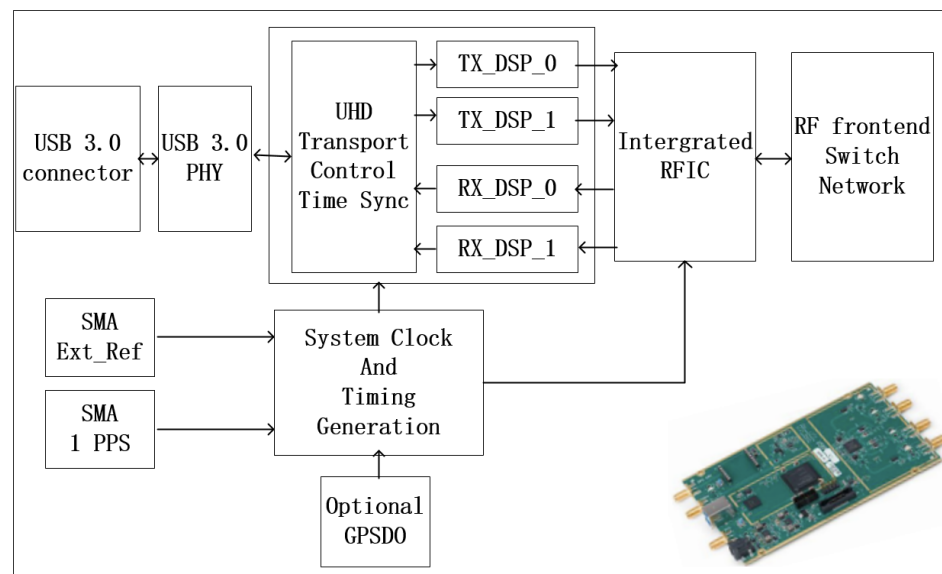 USB 3.0
connector
USB 3.0
PHY
UHD
Transport
Control
Time Sync
TX_DSP_0
TX_DSP_1
RX_DSP_0
RX_DSP_1
Intergrated
RFIC
RF frontend
Switch
Network
SMA
Ext_Ref
SMA
1 PPS
System Clock
And
Timing
Generation
Optional
GPSDO